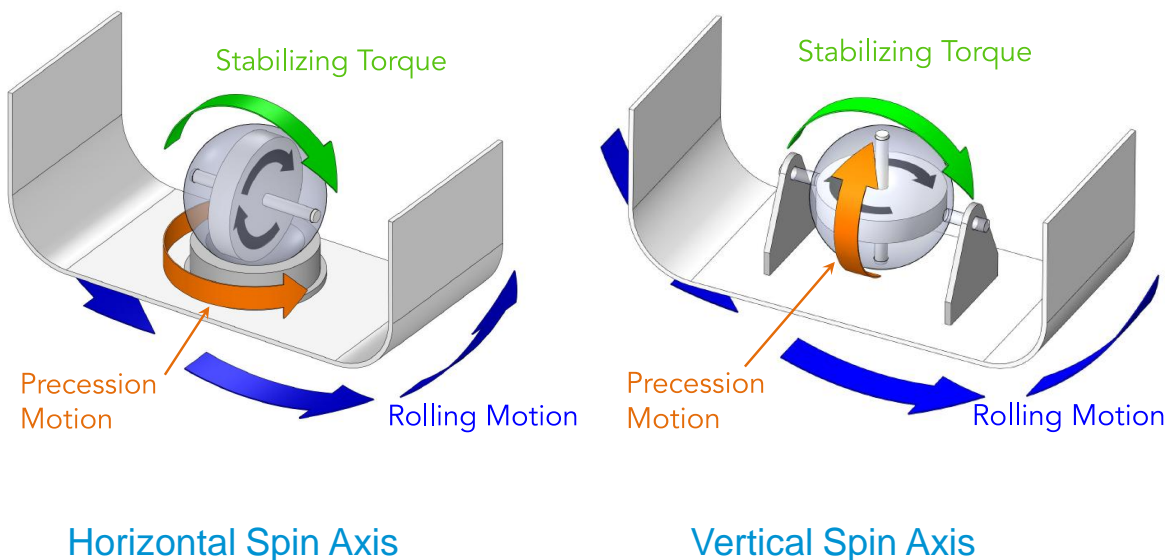 Stabilizing Torque
Precession
Motion
Rolling Motion
Horizontal Spin Axis
Stabilizing Torque
Precession
Motion
Rolling Motion
Vertical Spin Axis